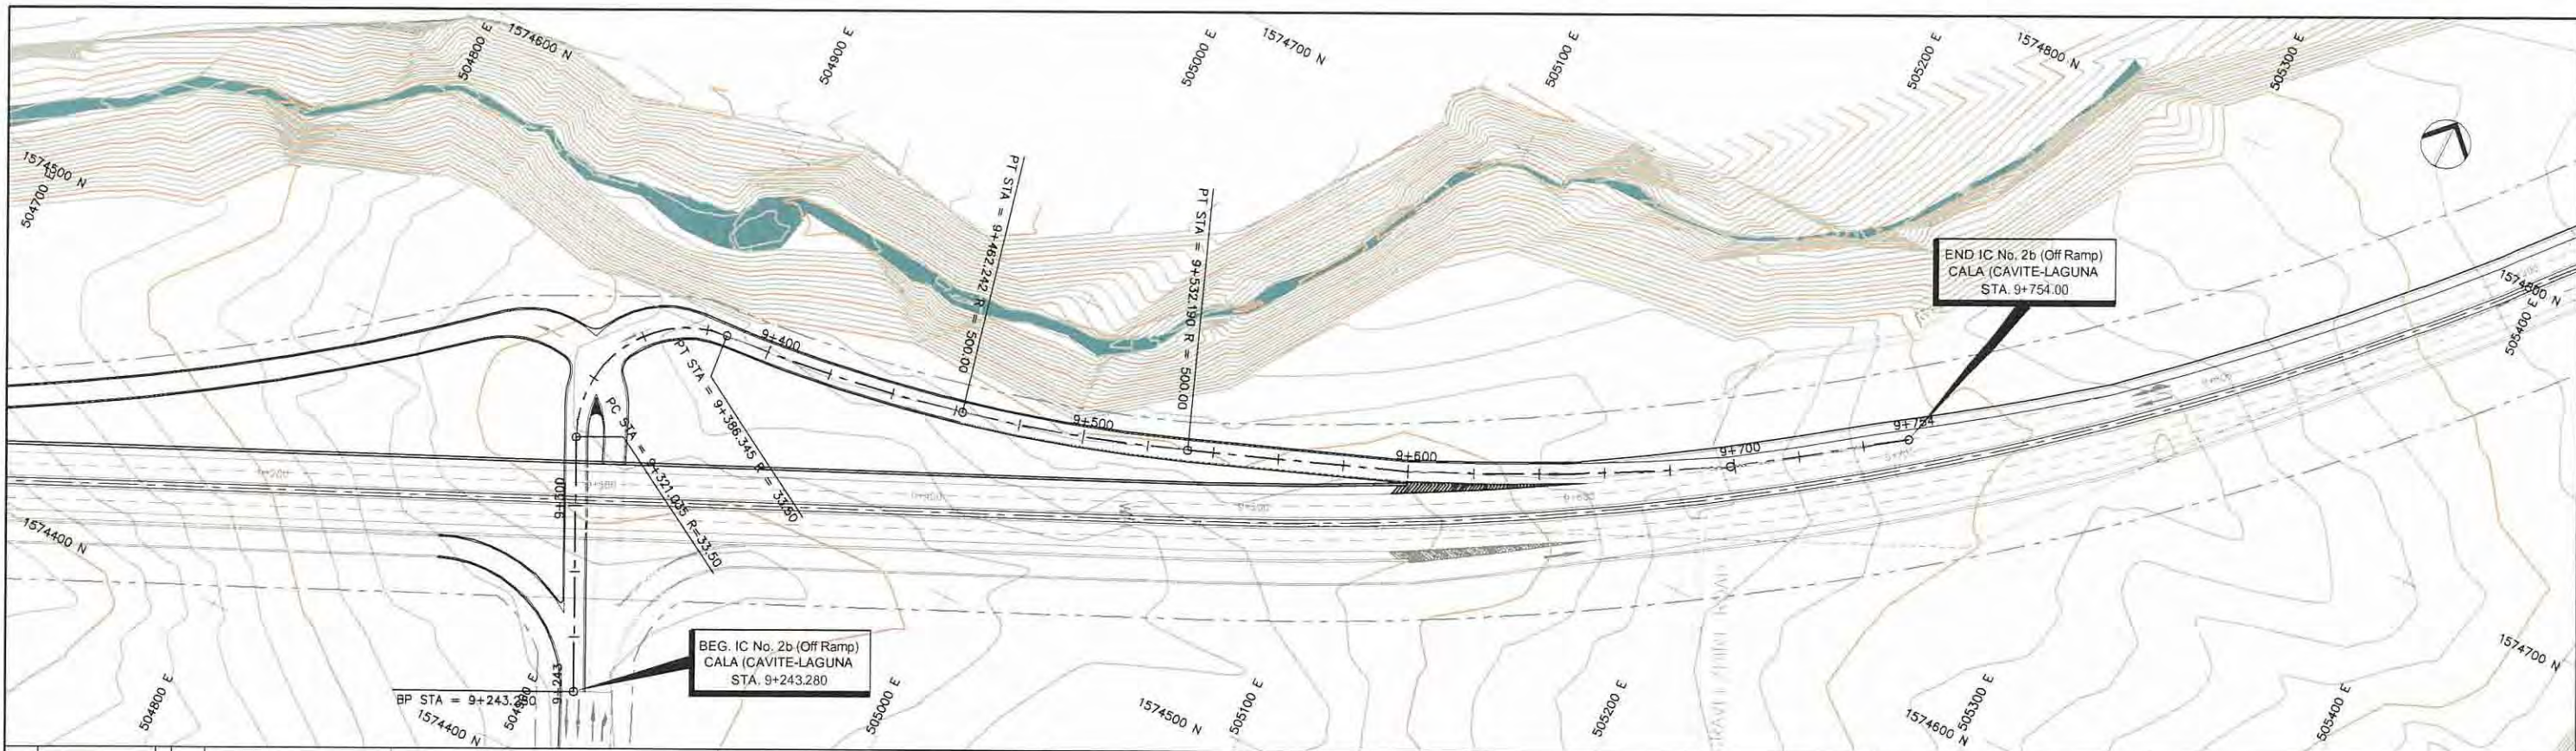 504800 E
1574600 N
504900 E
505000 E
1574700 N
505100 E
505200 E
1574800 N
505300 E
1574500 N
504700 E
PT STA = 9+462.242 R = 500.00
PT STA = 9+532.190 R = 500.00
END IC No. 2b (Off Ramp)
CALA (CAVITE-LAGUNA
STA. 9+754.00
1574800 N
505400 E
9+400
PT STA = 9+386.345 R = 33.50
PC STA = 9+321.035 R=33.50
9+500
9+600
9+700
9+754
9+200
9+300
1574400 N
BEG. IC No. 2b (Off Ramp)
CALA (CAVITE-LAGUNA
STA. 9+243.280
9+243
BP STA = 9+243.280
504800 E
504900 E
1574400 N
505000 E
1574500 N
505100 E
505200 E
1574600 N
505300 E
505400 E
1574700 N